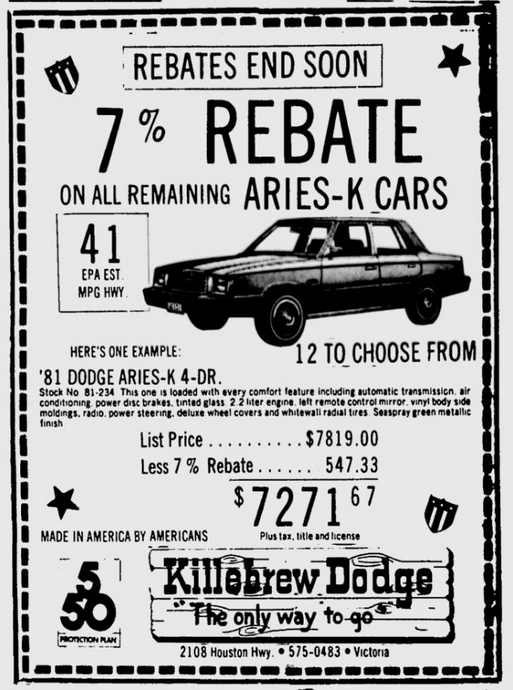 REBATES END SOON
7% REBATE
ON ALL REMAINING ARIES-K CARS
41
EPA EST.
MPG HWY.
1981
12 TO CHOOSE FROM
HERE'S ONE EXAMPLE:
'81 DODGE ARIES-K 4-DR.
Stock No. 81-234 This one is loaded with every comfort feature including automatic transmission, air
conditioning, power disc brakes, tinted glass 2.2 liter engine, left remote control mirror, vinyl body side
moldings, radio, power steering, deluxe wheel covers and whitewall radial tires. Seaspray green metallic
finish
List Price .......... $7819.00
Less 7% Rebate ...... 547.33
$7271 67
Plus tax, title and license
MADE IN AMERICA BY AMERICANS
5
50
PROTECTION PLAN
Killebrew Dodge
"The only way to go"
2108 Houston Hwy. • 575-0483 • Victoria